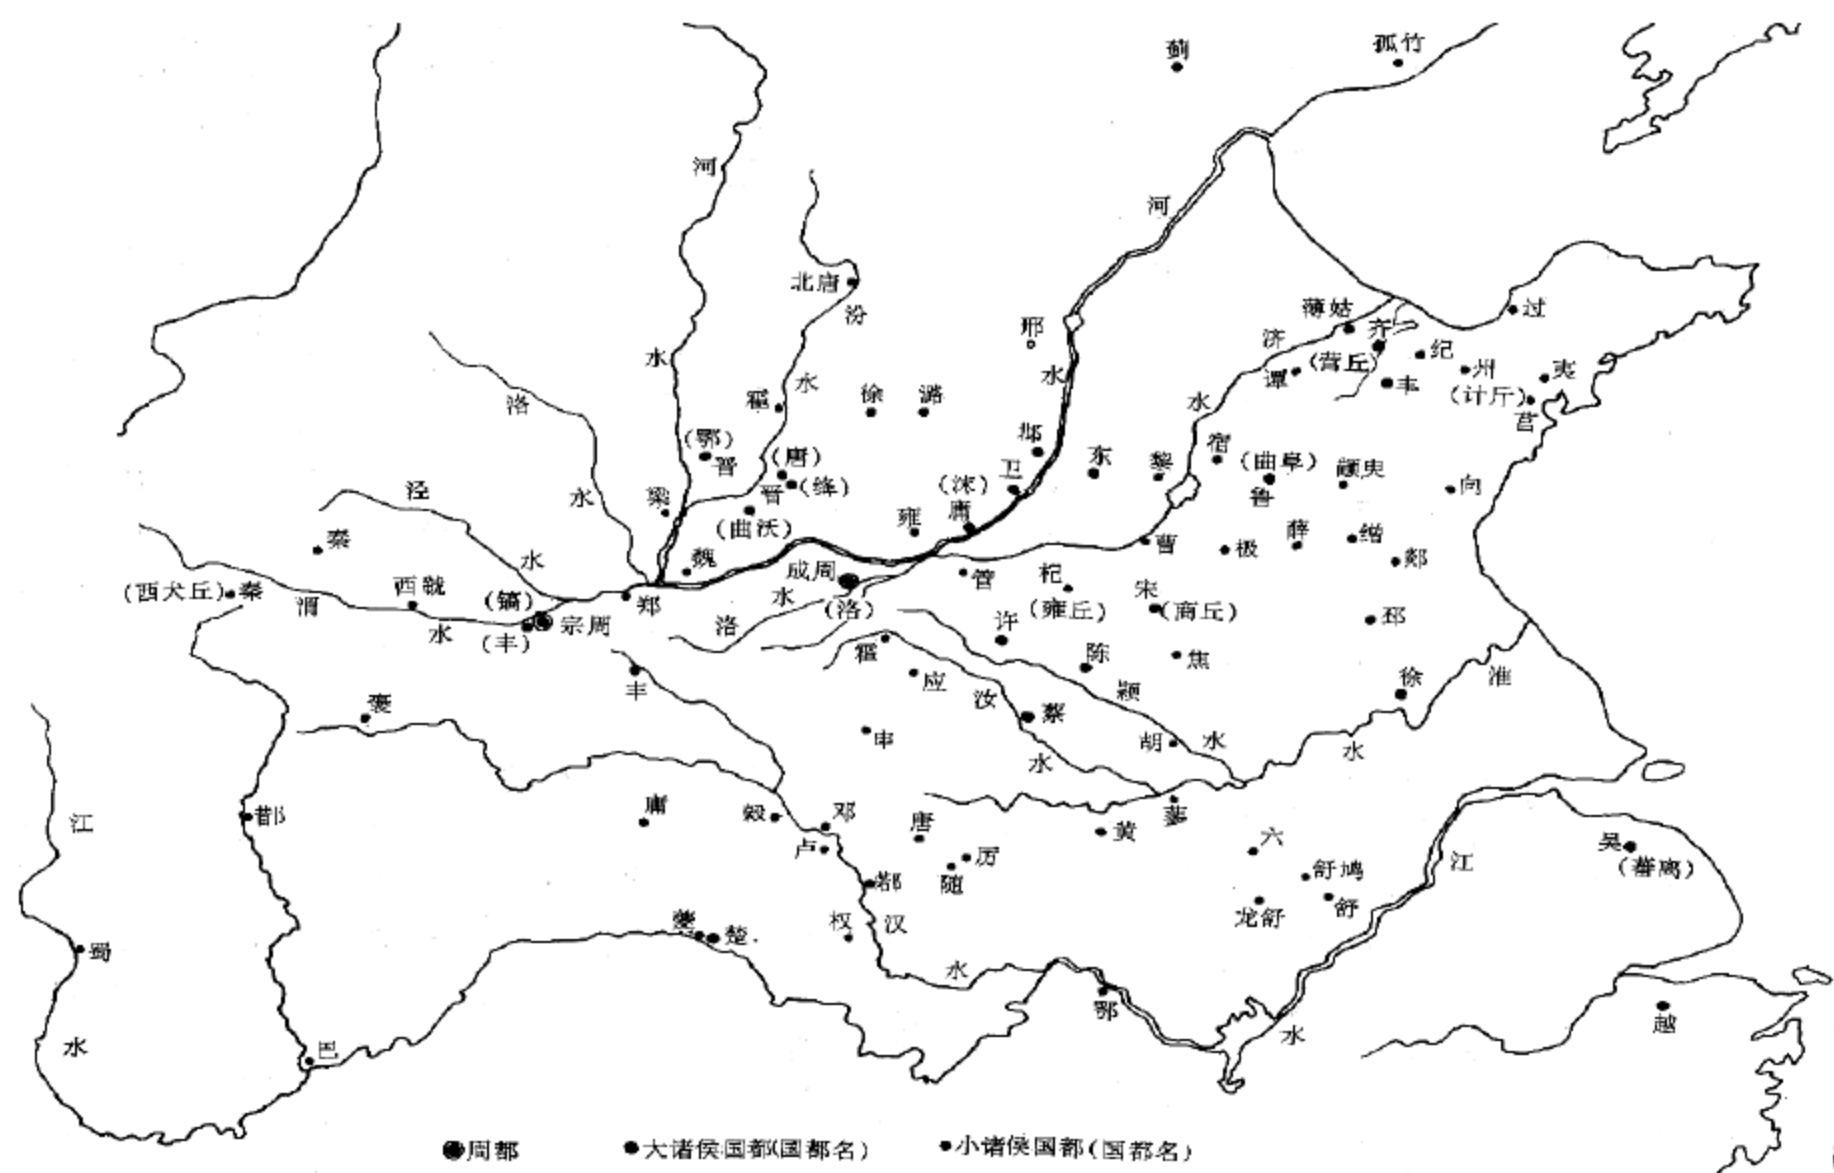 蓟
孤竹
河
河
北唐
汾
邢
薄姑
齐
过
济
(营丘)
纪
谭
州
夷
水
水
霍
水
徐
潞
水
丰
(计斤)
莒
洛
水
(鄂)
晋
(唐)
晋
(绛)
邶
卫
(沫)
东
黎
宿
(曲阜)
鲁
颛臾
向
泾
水
梁
(曲沃)
雍
庸
秦
水
魏
成周
(洛)
管
曹
极
薛
缯
郯
(西犬丘)
秦
渭
西虢
水
(镐)
(丰)
宗周
郑
洛
水
杞
(雍丘)
宋
(商丘)
邳
许
丰
霍
应
陈
焦
徐
淮
褒
汝
蔡
颍
申
水
胡
水
水
江
鄀
庸
榖
邓
卢
唐
黄
蓼
六
吴
(蕃离)
厉
随
舒鸠
江
龙舒
舒
蜀
夔
楚
权
汉
水
鄂
水
越
水
巴
周都
大诸侯国都(国都名)
小诸侯国都(国都名)